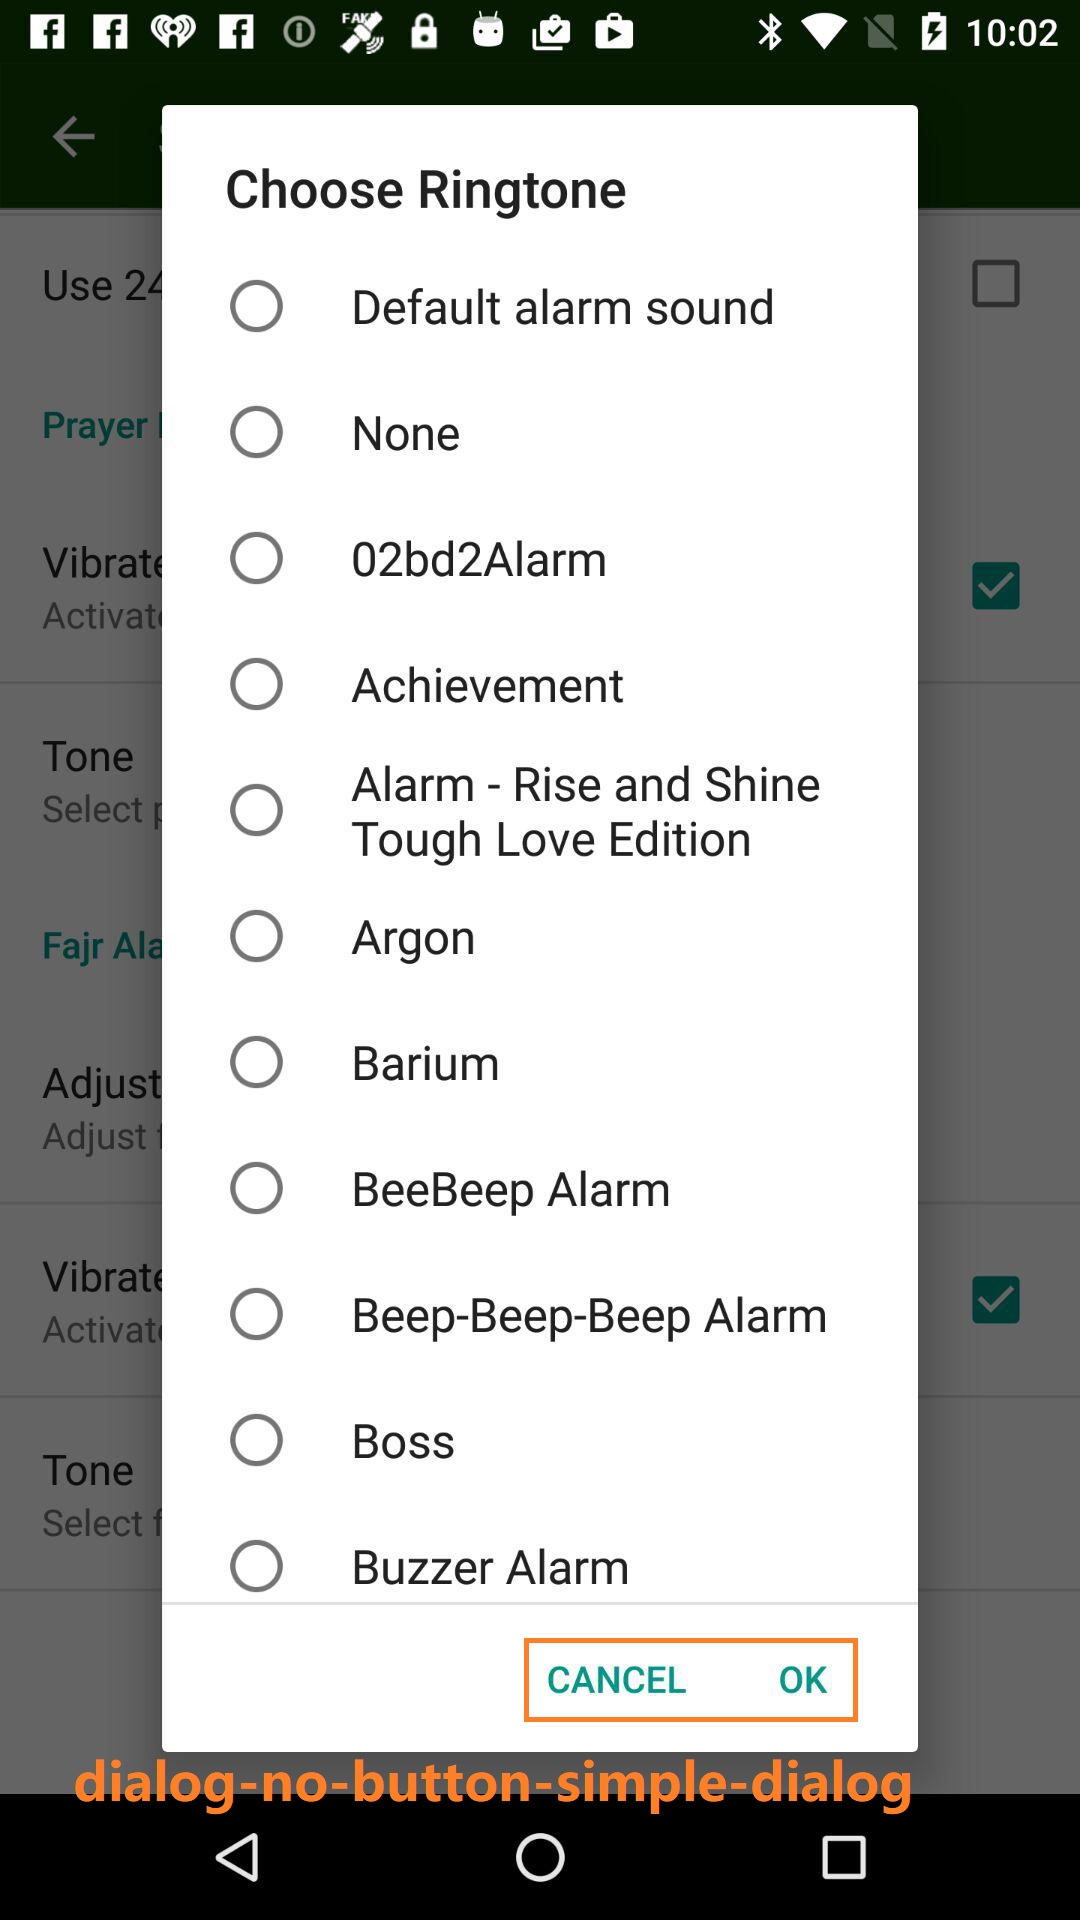 FAKE
10:02
Choose Ringtone
Use 24
Default alarm sound
Prayer
None
Vibrate
Activate
02bd2Alarm
Achievement
Tone
Select p
Alarm - Rise and Shine
Tough Love Edition
Fajr Ala
Argon
Adjust
Adjust f
Barium
BeeBeep Alarm
Vibrate
Activate
Beep-Beep-Beep Alarm
Tone
Select f
Boss
Buzzer Alarm
CANCEL OK
dialog-no-button-simple-dialog